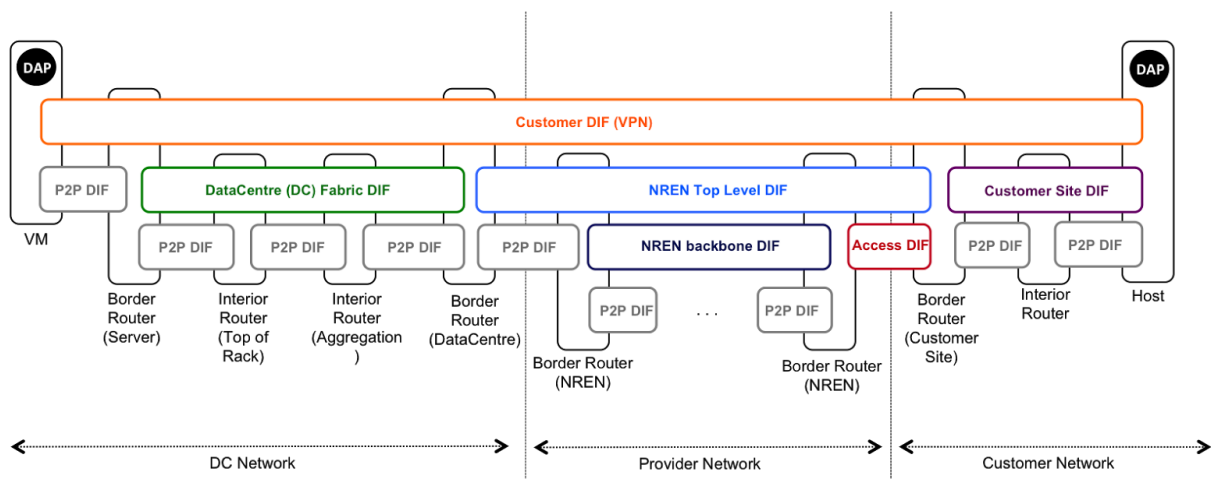 DAP
DAP
Customer DIF (VPN)
P2P DIF
DataCentre (DC) Fabric DIF
NREN Top Level DIF
Customer Site DIF
VM
P2P DIF
P2P DIF
P2P DIF
P2P DIF
NREN backbone DIF
Access DIF
P2P DIF
P2P DIF
Border
Router
(Server)
Interior
Router
(Top of
Rack)
Interior
Router
(Aggregation
)
Border
Router
(DataCentre)
P2P DIF
. . .
P2P DIF
Border
Router
(Customer
Site)
Interior
Router
Host
Border Router
(NREN)
Border Router
(NREN)
DC Network
Provider Network
Customer Network